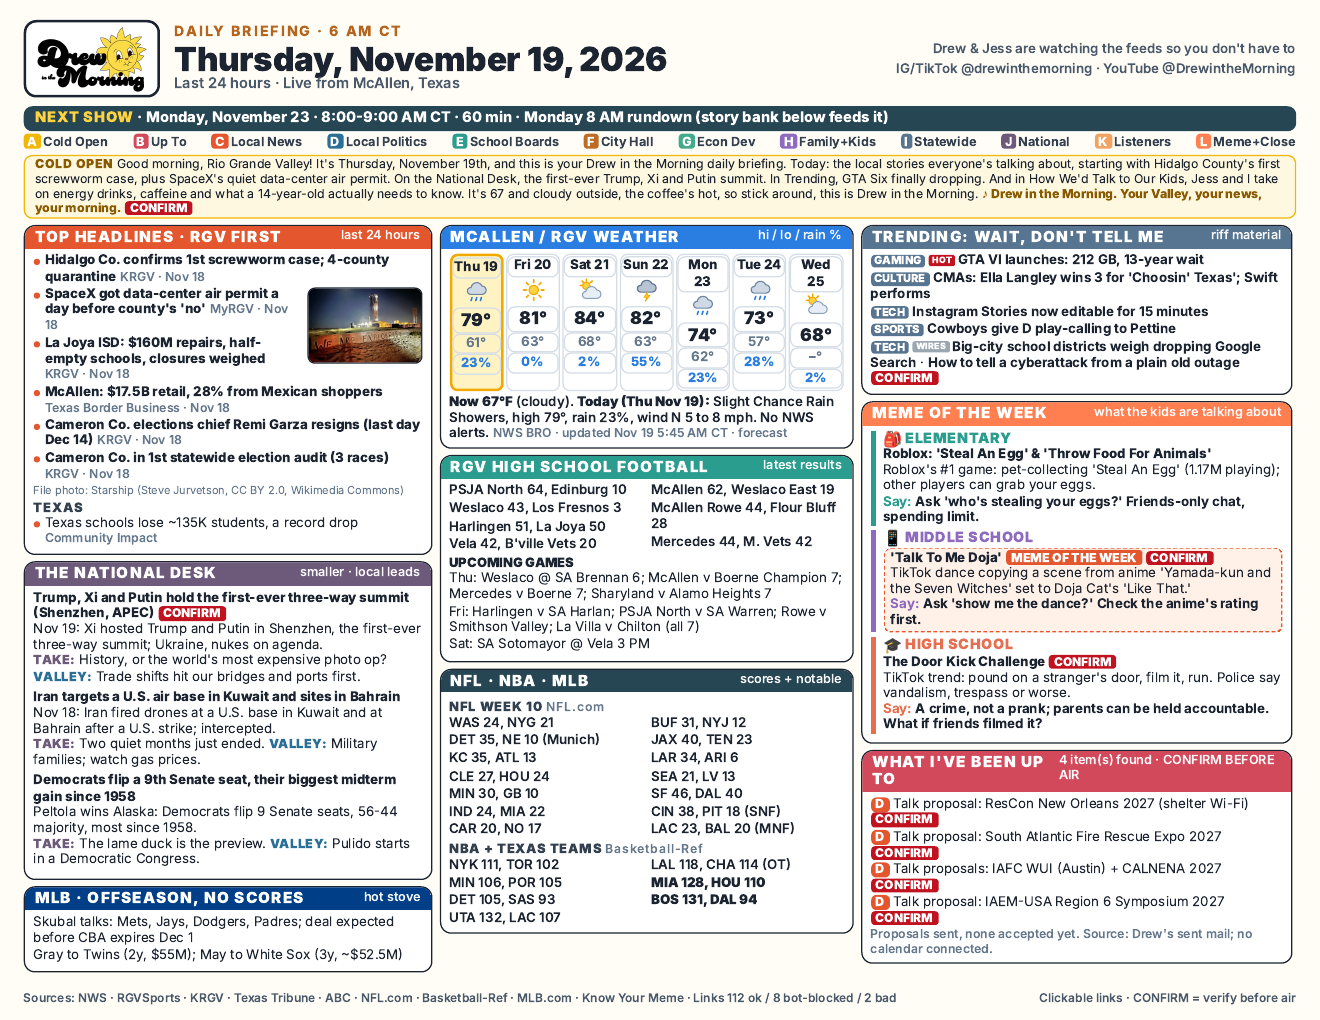 Drew
in the
Morning
DAILY BRIEFING · 6 AM CT
Thursday, November 19, 2026
Last 24 hours · Live from McAllen, Texas
Drew & Jess are watching the feeds so you don't have to
IG/TikTok @drewinthemorning · YouTube @DrewintheMorning
NEXT SHOW · Monday, November 23 · 8:00-9:00 AM CT · 60 min · Monday 8 AM rundown (story bank below feeds it)
A Cold Open B Up To C Local News D Local Politics E School Boards F City Hall G Econ Dev H Family+Kids I Statewide J National K Listeners L Meme+Close
COLD OPEN Good morning, Rio Grande Valley! It's Thursday, November 19th, and this is your Drew in the Morning daily briefing. Today: the local stories everyone's talking about, starting with Hidalgo County's first
screwworm case, plus SpaceX's quiet data-center air permit. On the National Desk, the first-ever Trump, Xi and Putin summit. In Trending, GTA Six finally dropping. And in How We'd Talk to Our Kids, Jess and I take
on energy drinks, caffeine and what a 14-year-old actually needs to know. It's 67 and cloudy outside, the coffee's hot, so stick around, this is Drew in the Morning. ♪ Drew in the Morning. Your Valley, your news,
your morning. CONFIRM
TOP HEADLINES · RGV FIRST last 24 hours
• Hidalgo Co. confirms 1st screwworm case; 4-county
quarantine KRGV · Nov 18
• SpaceX got data-center air permit a
day before county's 'no' MyRGV · Nov
18
• La Joya ISD: $160M repairs, half-
empty schools, closures weighed
KRGV · Nov 18
• McAllen: $17.5B retail, 28% from Mexican shoppers
Texas Border Business · Nov 18
• Cameron Co. elections chief Remi Garza resigns (last day
Dec 14) KRGV · Nov 18
• Cameron Co. in 1st statewide election audit (3 races)
KRGV · Nov 18
File photo: Starship (Steve Jurvetson, CC BY 2.0, Wikimedia Commons)
TEXAS
• Texas schools lose ~135K students, a record drop
Community Impact
THE NATIONAL DESK smaller · local leads
Trump, Xi and Putin hold the first-ever three-way summit
(Shenzhen, APEC) CONFIRM
Nov 19: Xi hosted Trump and Putin in Shenzhen, the first-ever
three-way summit; Ukraine, nukes on agenda.
TAKE: History, or the world's most expensive photo op?
VALLEY: Trade shifts hit our bridges and ports first.
Iran targets a U.S. air base in Kuwait and sites in Bahrain
Nov 18: Iran fired drones at a U.S. base in Kuwait and at
Bahrain after a U.S. strike; intercepted.
TAKE: Two quiet months just ended. VALLEY: Military
families; watch gas prices.
Democrats flip a 9th Senate seat, their biggest midterm
gain since 1958
Peltola wins Alaska: Democrats flip 9 Senate seats, 56-44
majority, most since 1958.
TAKE: The lame duck is the preview. VALLEY: Pulido starts
in a Democratic Congress.
MLB · OFFSEASON, NO SCORES hot stove
Skubal talks: Mets, Jays, Dodgers, Padres; deal expected
before CBA expires Dec 1
Gray to Twins (2y, $55M); May to White Sox (3y, ~$52.5M)
MCALLEN / RGV WEATHER hi / lo / rain %
Thu 19 Fri 20 Sat 21 Sun 22 Mon 23 Tue 24 Wed 25
79° 81° 84° 82° 74° 73° 68°
61° 63° 68° 63° 62° 57° –°
23% 0% 2% 55% 23% 28% 2%
Now 67°F (cloudy). Today (Thu Nov 19): Slight Chance Rain
Showers, high 79°, rain 23%, wind N 5 to 8 mph. No NWS
alerts. NWS BRO · updated Nov 19 5:45 AM CT · forecast
RGV HIGH SCHOOL FOOTBALL latest results
PSJA North 64, Edinburg 10
Weslaco 43, Los Fresnos 3
Harlingen 51, La Joya 50
Vela 42, B'ville Vets 20
McAllen 62, Weslaco East 19
McAllen Rowe 44, Flour Bluff
28
Mercedes 44, M. Vets 42
UPCOMING GAMES
Thu: Weslaco @ SA Brennan 6; McAllen v Boerne Champion 7;
Mercedes v Boerne 7; Sharyland v Alamo Heights 7
Fri: Harlingen v SA Harlan; PSJA North v SA Warren; Rowe v
Smithson Valley; La Villa v Chilton (all 7)
Sat: SA Sotomayor @ Vela 3 PM
NFL · NBA · MLB scores + notable
NFL WEEK 10 NFL.com
WAS 24, NYG 21
DET 35, NE 10 (Munich)
KC 35, ATL 13
CLE 27, HOU 24
MIN 30, GB 10
IND 24, MIA 22
CAR 20, NO 17
BUF 31, NYJ 12
JAX 40, TEN 23
LAR 34, ARI 6
SEA 21, LV 13
SF 46, DAL 40
CIN 38, PIT 18 (SNF)
LAC 23, BAL 20 (MNF)
NBA + TEXAS TEAMS Basketball-Ref
NYK 111, TOR 102
MIN 106, POR 105
DET 105, SAS 93
UTA 132, LAC 107
LAL 118, CHA 114 (OT)
MIA 128, HOU 110
BOS 131, DAL 94
TRENDING: WAIT, DON'T TELL ME riff material
GAMING HOT GTA VI launches: 212 GB, 13-year wait
CULTURE CMAs: Ella Langley wins 3 for 'Choosin' Texas'; Swift
performs
TECH Instagram Stories now editable for 15 minutes
SPORTS Cowboys give D play-calling to Pettine
TECH WIRES Big-city school districts weigh dropping Google
Search · How to tell a cyberattack from a plain old outage
CONFIRM
MEME OF THE WEEK what the kids are talking about
🎒 ELEMENTARY
Roblox: 'Steal An Egg' & 'Throw Food For Animals'
Roblox's #1 game: pet-collecting 'Steal An Egg' (1.17M playing);
other players can grab your eggs.
Say: Ask 'who's stealing your eggs?' Friends-only chat,
spending limit.
📱 MIDDLE SCHOOL
'Talk To Me Doja' MEME OF THE WEEK CONFIRM
TikTok dance copying a scene from anime 'Yamada-kun and
the Seven Witches' set to Doja Cat's 'Like That.'
Say: Ask 'show me the dance?' Check the anime's rating
first.
🎓 HIGH SCHOOL
The Door Kick Challenge CONFIRM
TikTok trend: pound on a stranger's door, film it, run. Police say
vandalism, trespass or worse.
Say: A crime, not a prank; parents can be held accountable.
What if friends filmed it?
WHAT I'VE BEEN UP TO 4 item(s) found · CONFIRM BEFORE AIR
D Talk proposal: ResCon New Orleans 2027 (shelter Wi-Fi)
CONFIRM
D Talk proposal: South Atlantic Fire Rescue Expo 2027
CONFIRM
D Talk proposal: IAFC WUI (Austin) + CALNENA 2027
CONFIRM
D Talk proposal: IAEM-USA Region 6 Symposium 2027
CONFIRM
Proposals sent, none accepted yet. Source: Drew's sent mail; no
calendar connected.
Sources: NWS · RGVSports · KRGV · Texas Tribune · ABC · NFL.com · Basketball-Ref · MLB.com · Know Your Meme · Links 112 ok / 8 bot-blocked / 2 bad
Clickable links · CONFIRM = verify before air